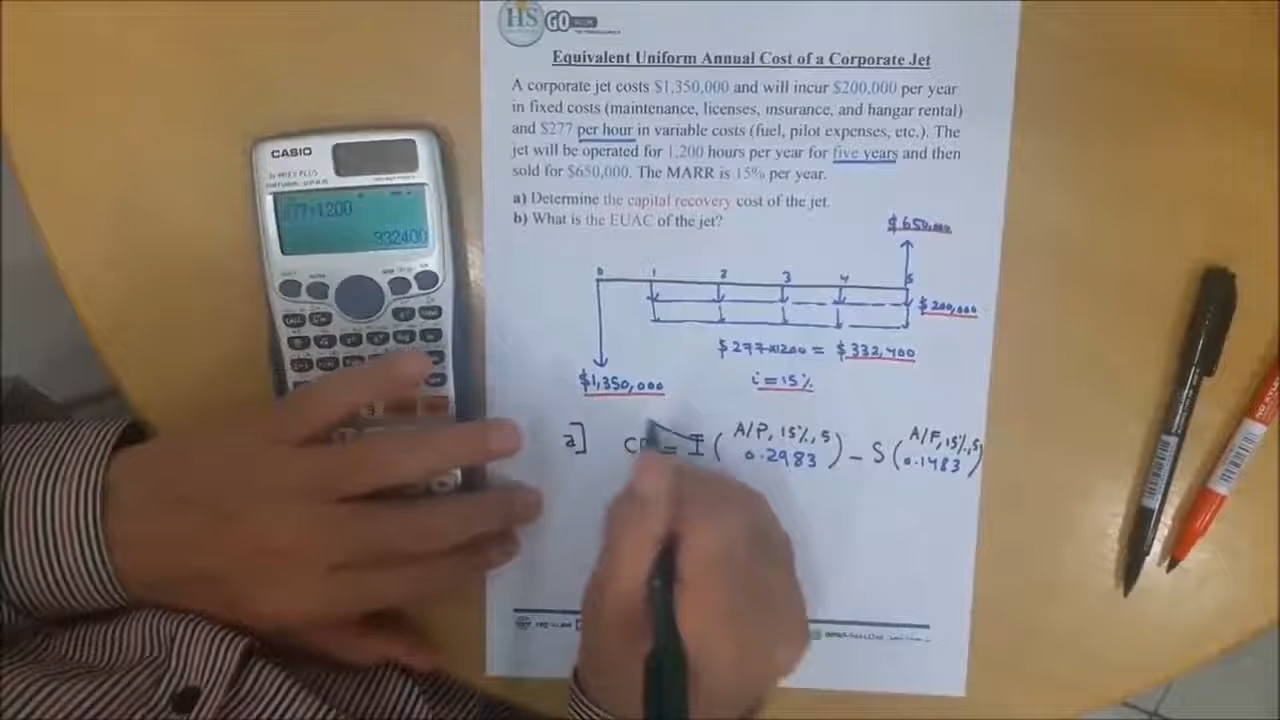 HS GO
Equivalent Uniform Annual Cost of a Corporate Jet
A corporate jet costs $1,350,000 and will incur $200,000 per year
in fixed costs (maintenance, licenses, insurance, and hangar rental)
and $277 per hour in variable costs (fuel, pilot expenses, etc.). The
jet will be operated for 1,200 hours per year for five years and then
sold for $650,000. The MARR is 15% per year.
a) Determine the capital recovery cost of the jet.
b) What is the EUAC of the jet?
CASIO
277×1200
332400
$650,000
0 1 2 3 4 5
$200,000
$277×1200 = $332,400
$1,350,000
i = 15%
a] = I (A/P, 15%, 5) - S (A/F, 15%, 5)
0.2983 0.1483